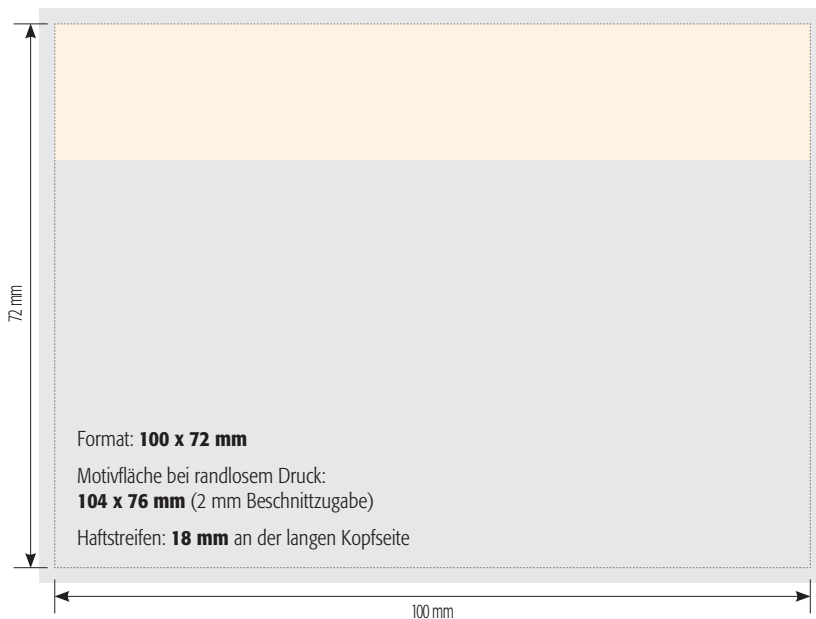 72 mm
Format: 100 x 72 mm
Motivfläche bei randlosem Druck:
104 x 76 mm (2 mm Beschnittzugabe)
Haftstreifen: 18 mm an der langen Kopfseite
100 mm